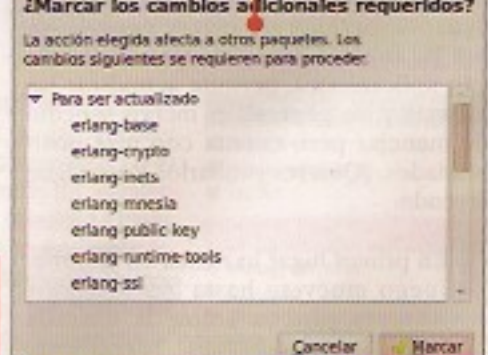 ¿Marcar los cambios adicionales requeridos?
La acción elegida afecta a otros paquetes. Los
cambios siguientes se requieren para proceder.
Para ser actualizado
erlang-base
erlang-crypto
erlang-inets
erlang-mnesia
erlang-public-key
erlang-runtime-tools
erlang-ssl
Cancelar
Marcar